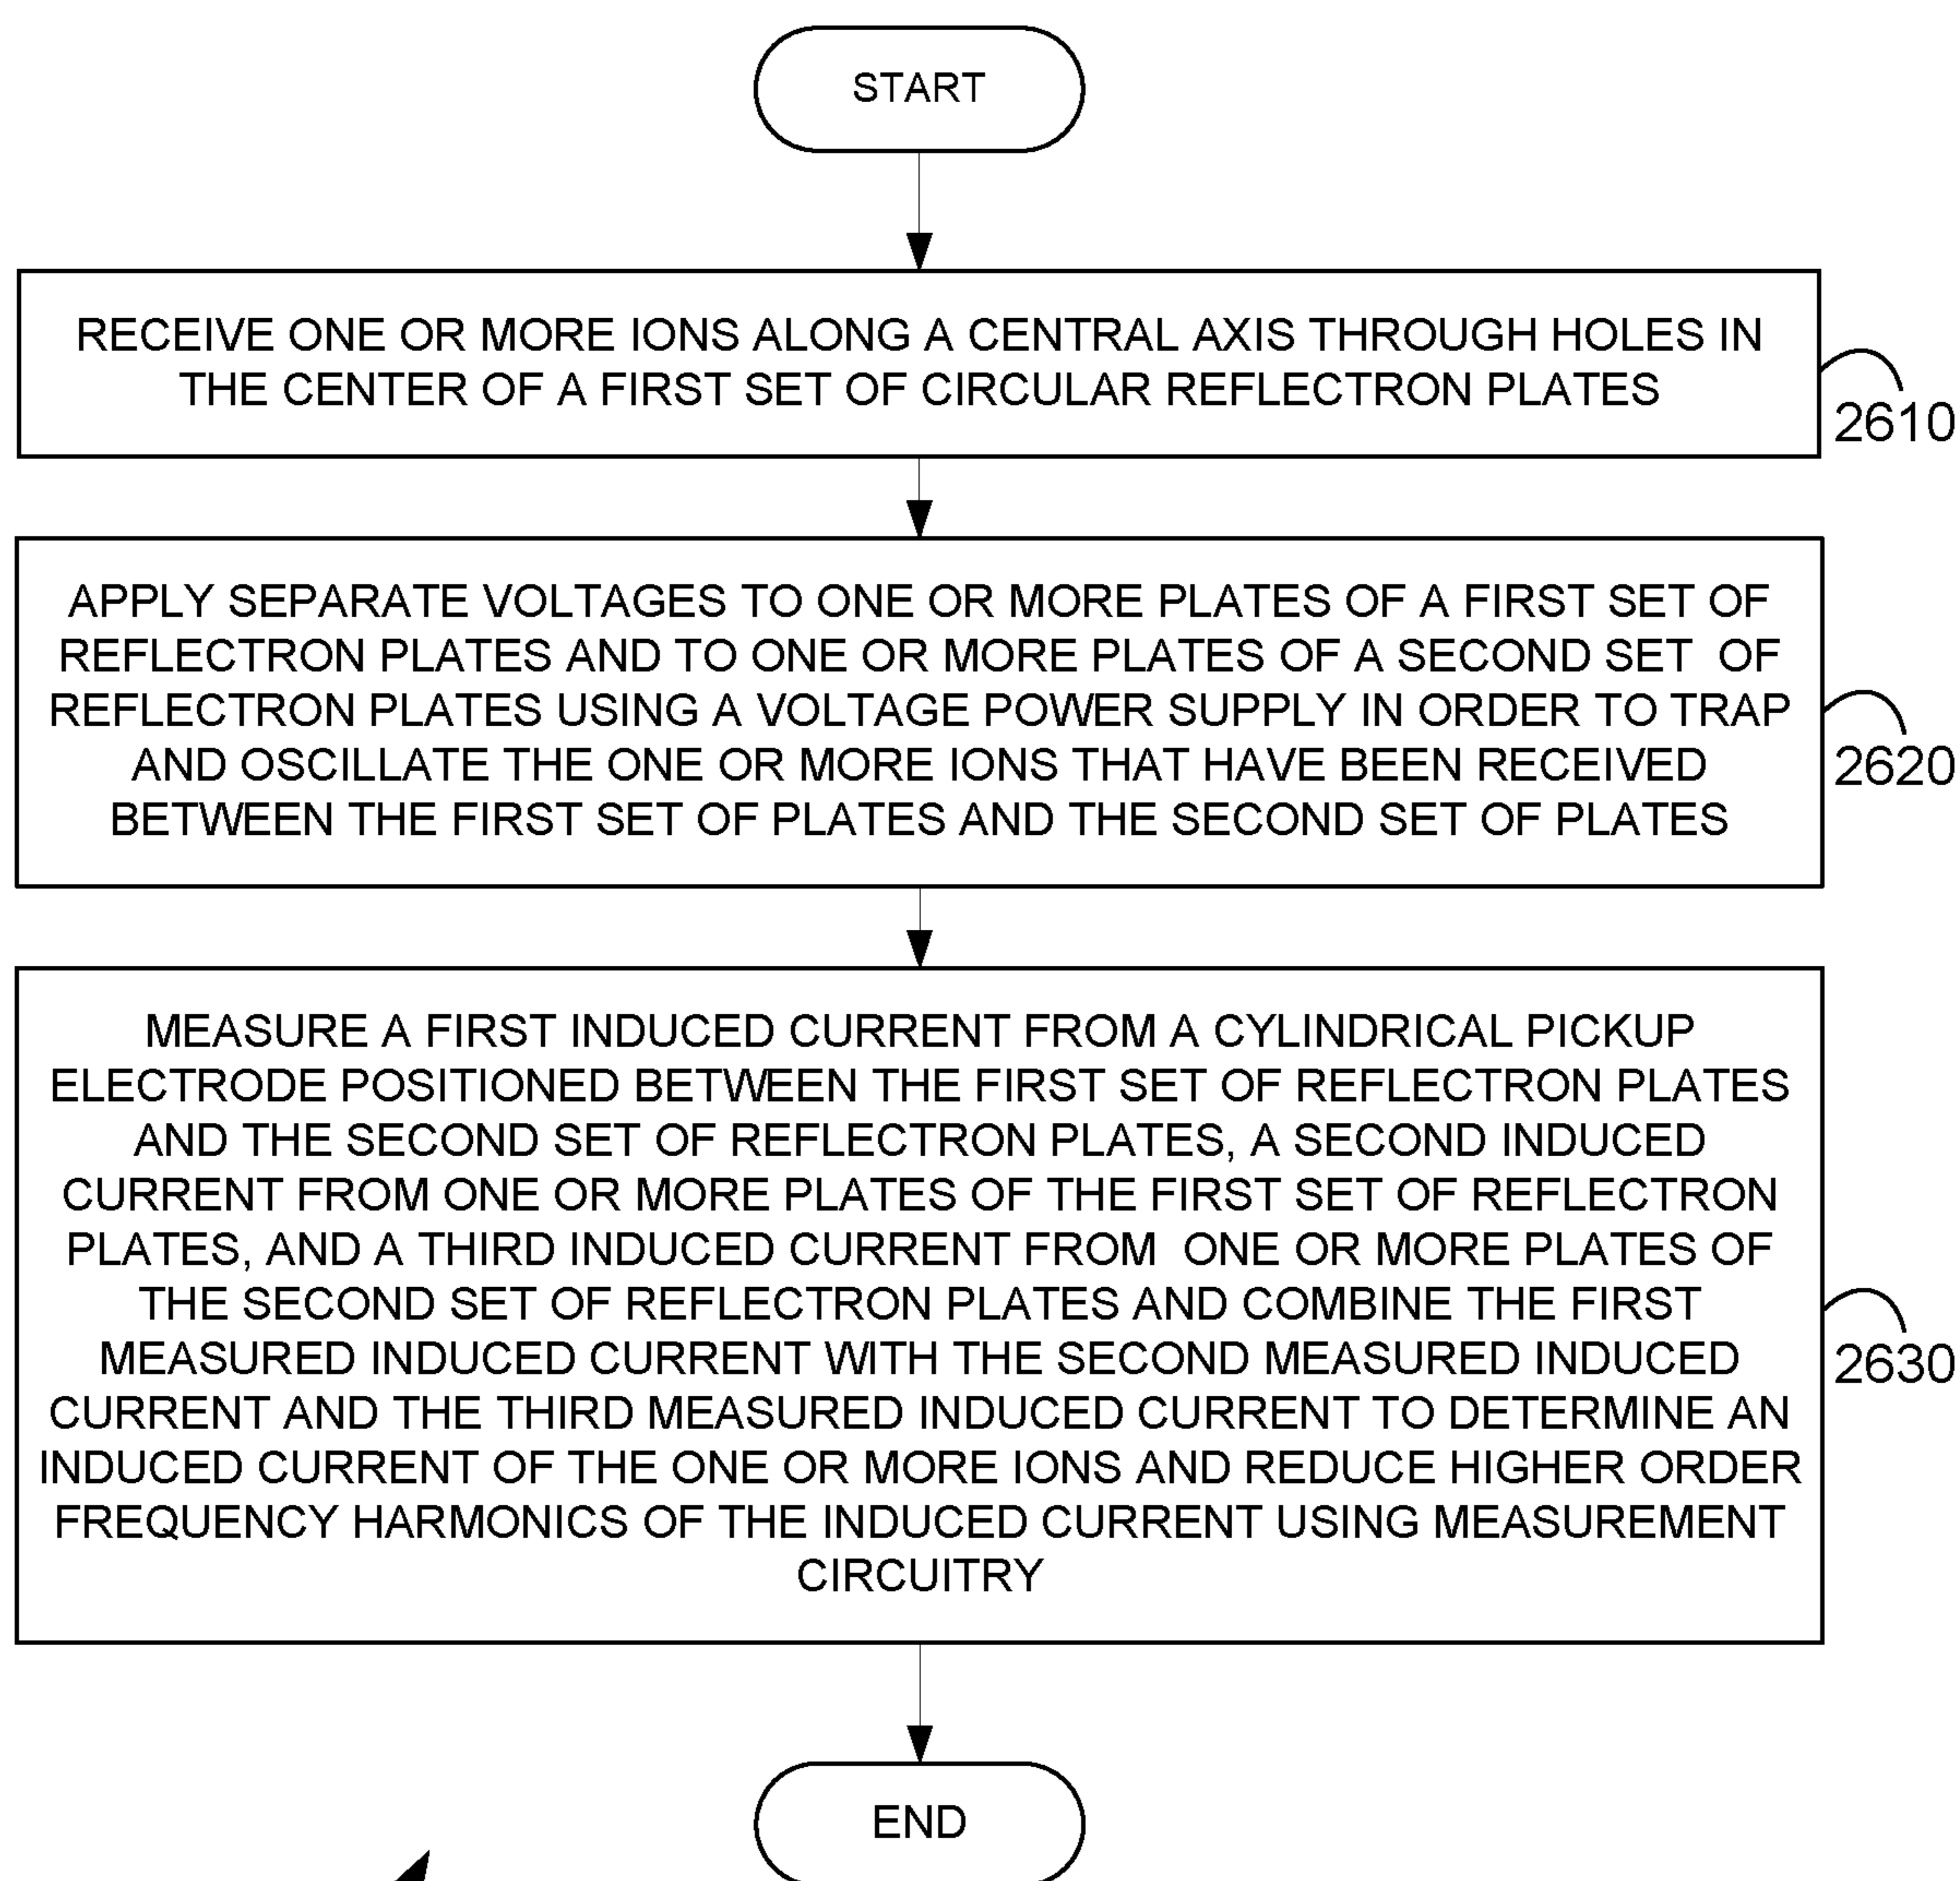 START
RECEIVE ONE OR MORE IONS ALONG A CENTRAL AXIS THROUGH HOLES IN
THE CENTER OF A FIRST SET OF CIRCULAR REFLECTRON PLATES
2610
APPLY SEPARATE VOLTAGES TO ONE OR MORE PLATES OF A FIRST SET OF
REFLECTRON PLATES AND TO ONE OR MORE PLATES OF A SECOND SET OF
REFLECTRON PLATES USING A VOLTAGE POWER SUPPLY IN ORDER TO TRAP
AND OSCILLATE THE ONE OR MORE IONS THAT HAVE BEEN RECEIVED
BETWEEN THE FIRST SET OF PLATES AND THE SECOND SET OF PLATES
2620
MEASURE A FIRST INDUCED CURRENT FROM A CYLINDRICAL PICKUP
ELECTRODE POSITIONED BETWEEN THE FIRST SET OF REFLECTRON PLATES
AND THE SECOND SET OF REFLECTRON PLATES, A SECOND INDUCED
CURRENT FROM ONE OR MORE PLATES OF THE FIRST SET OF REFLECTRON
PLATES, AND A THIRD INDUCED CURRENT FROM ONE OR MORE PLATES OF
THE SECOND SET OF REFLECTRON PLATES AND COMBINE THE FIRST
MEASURED INDUCED CURRENT WITH THE SECOND MEASURED INDUCED
CURRENT AND THE THIRD MEASURED INDUCED CURRENT TO DETERMINE AN
INDUCED CURRENT OF THE ONE OR MORE IONS AND REDUCE HIGHER ORDER
FREQUENCY HARMONICS OF THE INDUCED CURRENT USING MEASUREMENT
CIRCUITRY
2630
END